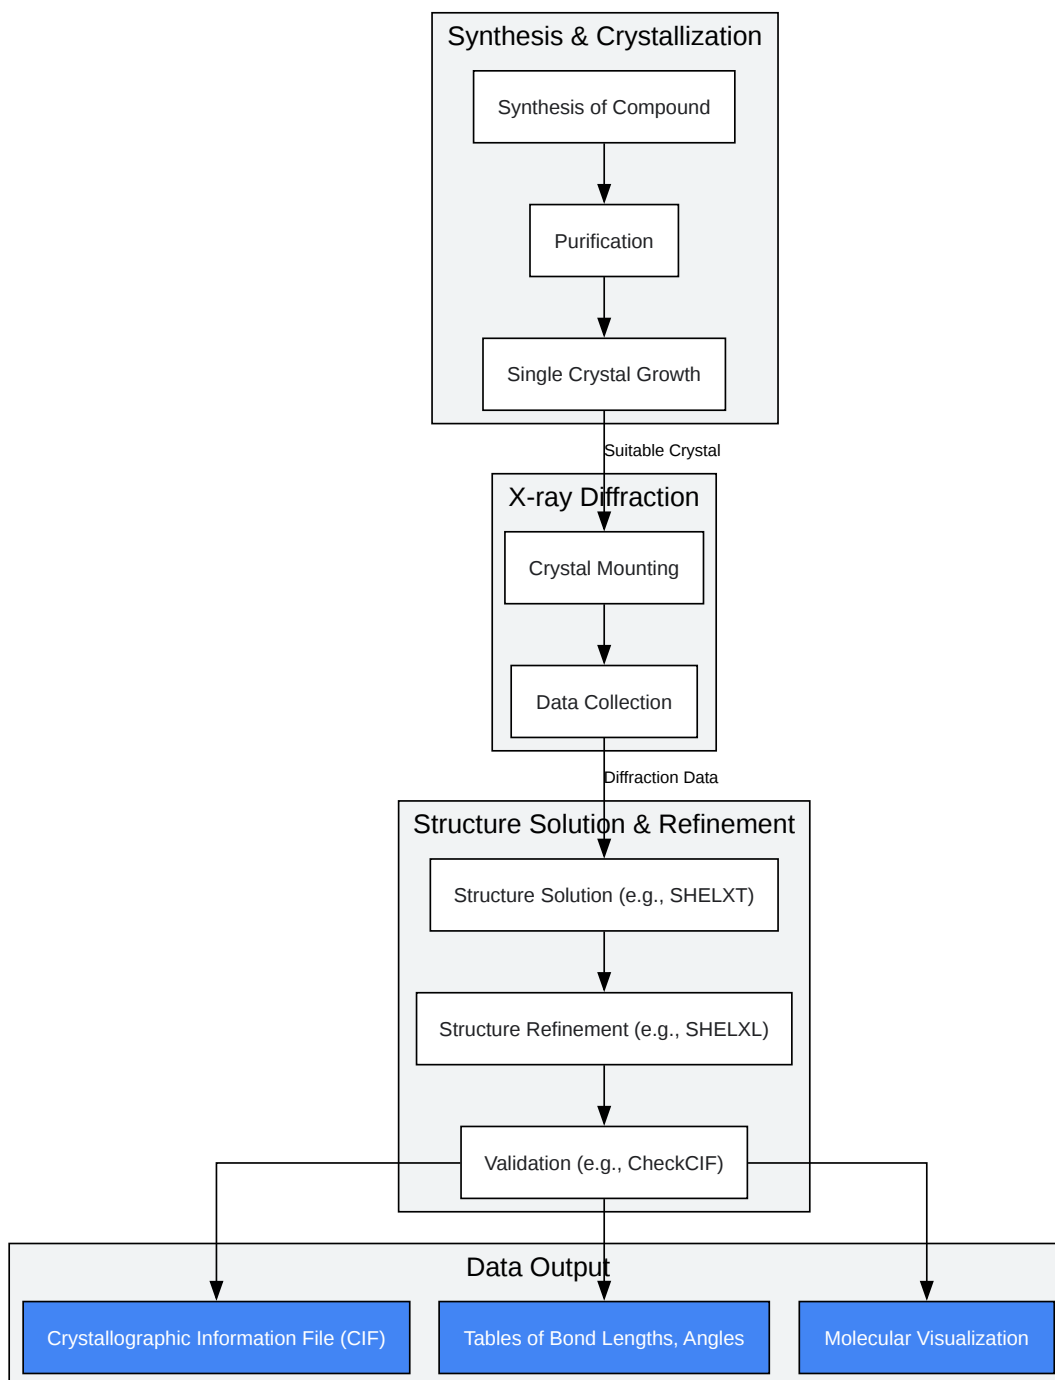 Synthesis & Crystallization
Synthesis of Compound
Purification
Single Crystal Growth
Suitable Crystal
X-ray Diffraction
Crystal Mounting
Data Collection
Diffraction Data
Structure Solution & Refinement
Structure Solution (e.g., SHELXT)
Structure Refinement (e.g., SHELXL)
Validation (e.g., CheckCIF)
Data Output
Crystallographic Information File (CIF)
Tables of Bond Lengths, Angles
Molecular Visualization